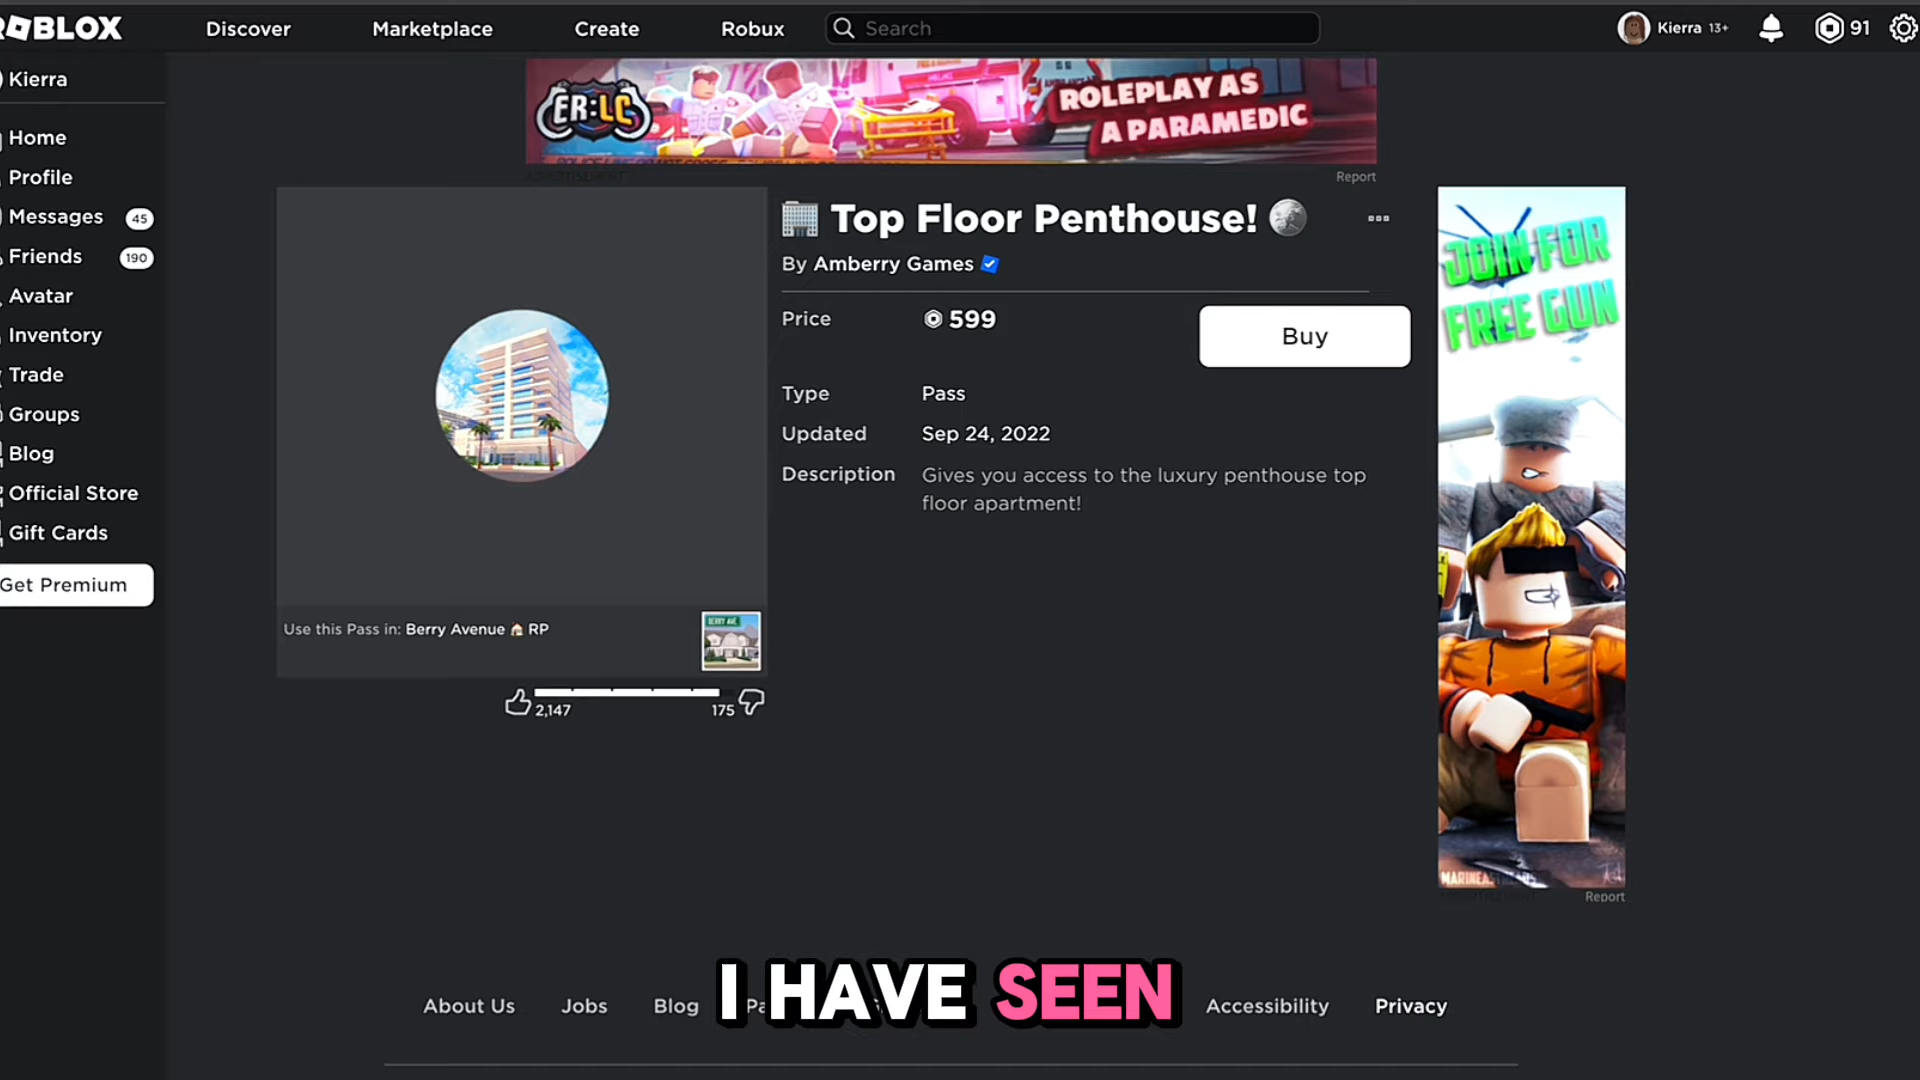 ROBLOX
Discover
Marketplace
Create
Robux
Search
Kierra 13+
91
Kierra
Home
Profile
Messages 45
Friends 190
Avatar
Inventory
Trade
Groups
Blog
Official Store
Gift Cards
Get Premium
ER:LC
ROLEPLAY AS
A PARAMEDIC
ADVERTISEMENT
Report
🏢 Top Floor Penthouse! 🌕
By Amberry Games
Price 599
Buy
Type Pass
Updated Sep 24, 2022
Description Gives you access to the luxury penthouse top
floor apartment!
Use this Pass in: Berry Avenue 🏠 RP
BERRY AVE
2,147
175
JOIN FOR
FREE GUN
Report
I HAVE SEEN
About Us
Jobs
Blog
Accessibility
Privacy